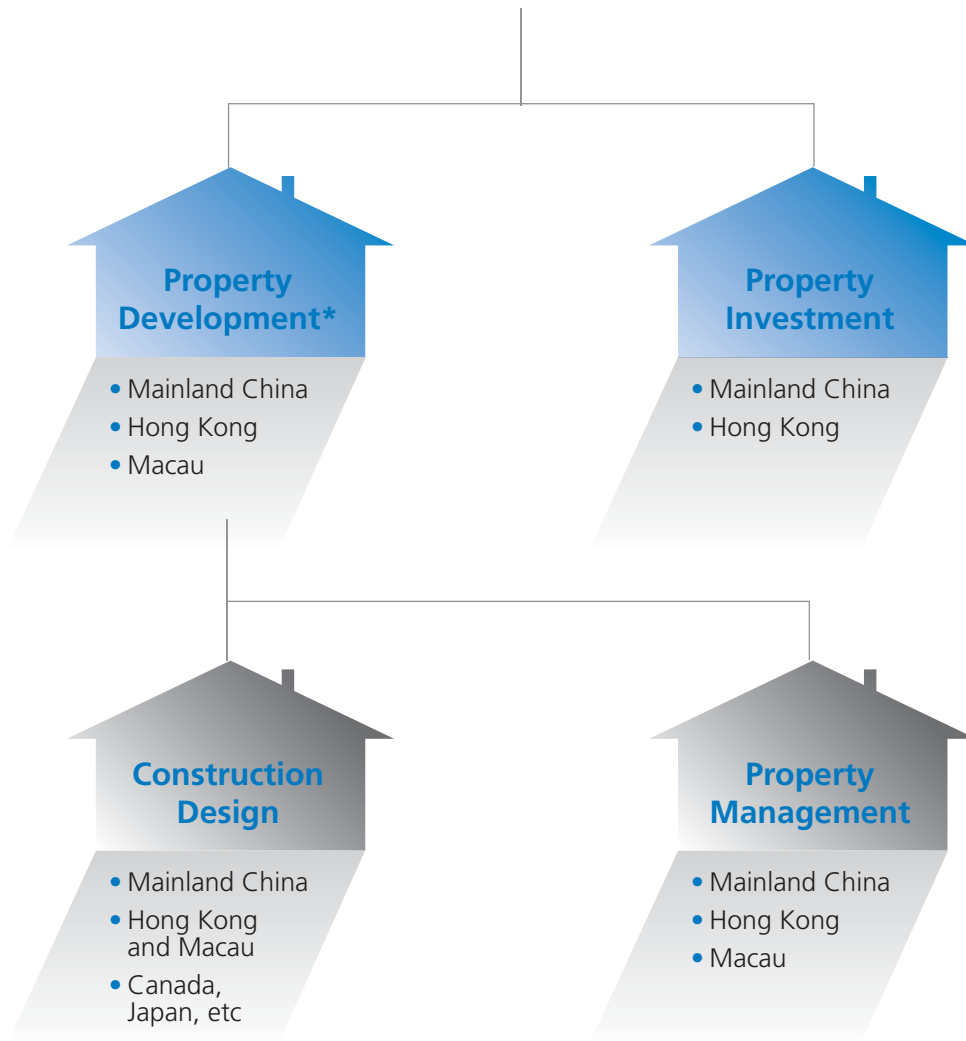 Property
Development*
• Mainland China
• Hong Kong
• Macau
Property
Investment
• Mainland China
• Hong Kong
Construction
Design
• Mainland China
• Hong Kong
and Macau
• Canada,
Japan, etc
Property
Management
• Mainland China
• Hong Kong
• Macau